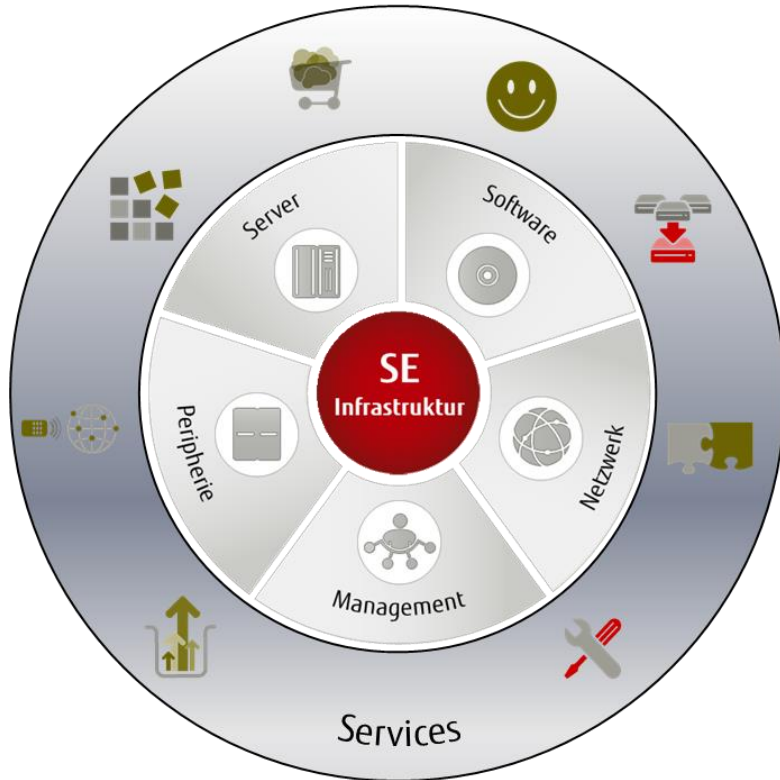 Server
Software
SE
Infrastruktur
Peripherie
Netzwerk
Management
Services